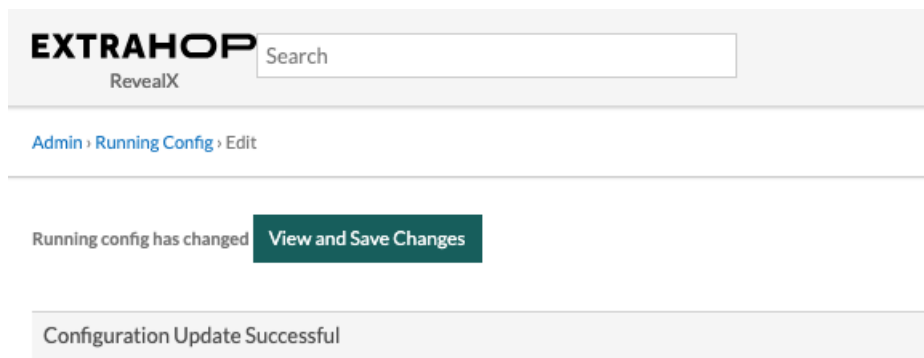 EXTRAHOP
Search
RevealX
Admin › Running Config › Edit
Running config has changed View and Save Changes
Configuration Update Successful